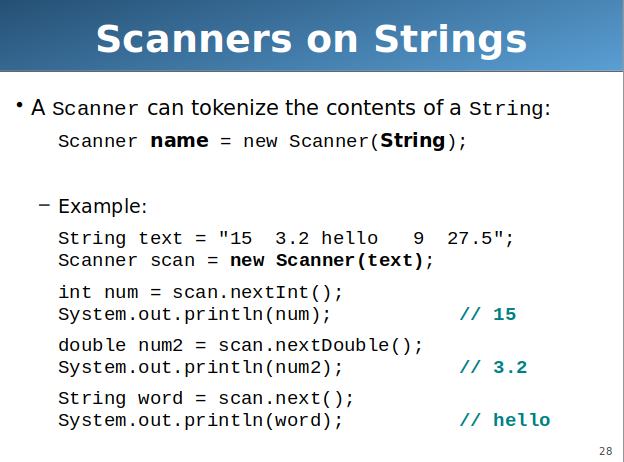 Scanners on Strings
• A Scanner can tokenize the contents of a String:
Scanner name = new Scanner(String);
– Example:
String text = "15  3.2 hello   9  27.5";
Scanner scan = new Scanner(text);
int num = scan.nextInt();
System.out.println(num);           // 15
double num2 = scan.nextDouble();
System.out.println(num2);          // 3.2
String word = scan.next();
System.out.println(word);          // hello
28